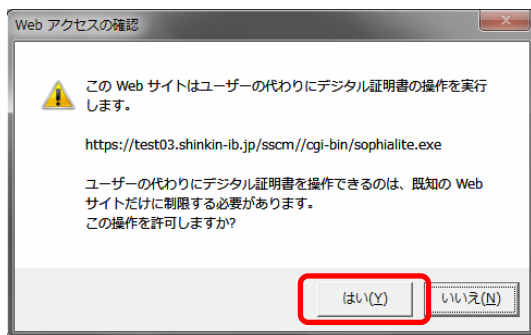 Web アクセスの確認
この Web サイトはユーザーの代わりにデジタル証明書の操作を実行
します。
https://test03.shinkin-ib.jp/sscm//cgi-bin/sophialite.exe
ユーザーの代わりにデジタル証明書を操作できるのは、既知の Web
サイトだけに制限する必要があります。
この操作を許可しますか?
はい(Y) いいえ(N)